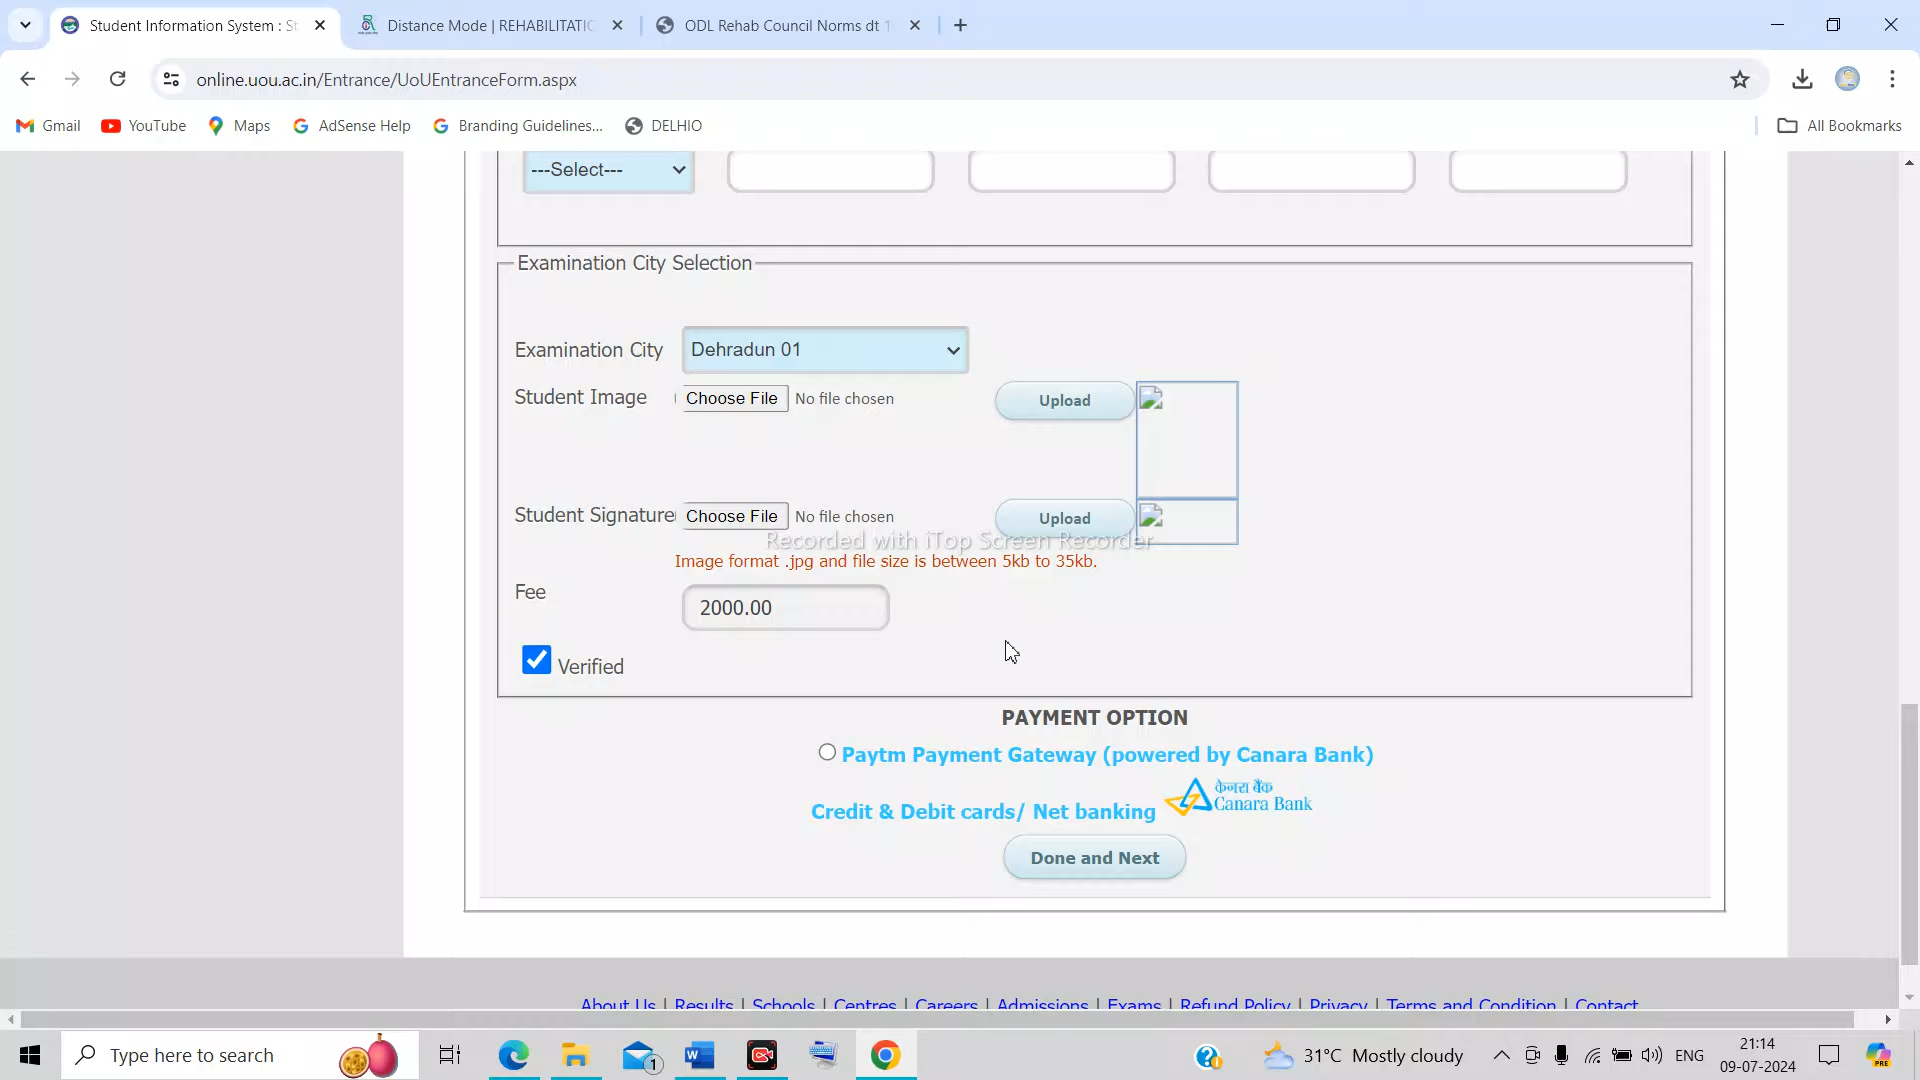 Student Information System : St
Distance Mode | REHABILITATIC
ODL Rehab Council Norms dt 1
online.uou.ac.in/Entrance/UoUEntranceForm.aspx
Gmail
YouTube
Maps
AdSense Help
Branding Guidelines...
DELHIO
All Bookmarks
---Select---
Examination City Selection
Examination City
Dehradun 01
Student Image
Choose File No file chosen
Upload
Student Signature
Choose File No file chosen
Upload
Recorded with iTop Screen Recorder
Image format .jpg and file size is between 5kb to 35kb.
Fee
2000.00
Verified
PAYMENT OPTION
Paytm Payment Gateway (powered by Canara Bank)
Credit & Debit cards/ Net banking
केनरा बैंक
Canara Bank
Done and Next
About Us | Results | Schools | Centres | Careers | Admissions | Exams | Refund Policy | Privacy | Terms and Condition | Contact
Type here to search
1
31°C Mostly cloudy
ENG
21:14
09-07-2024
PRE